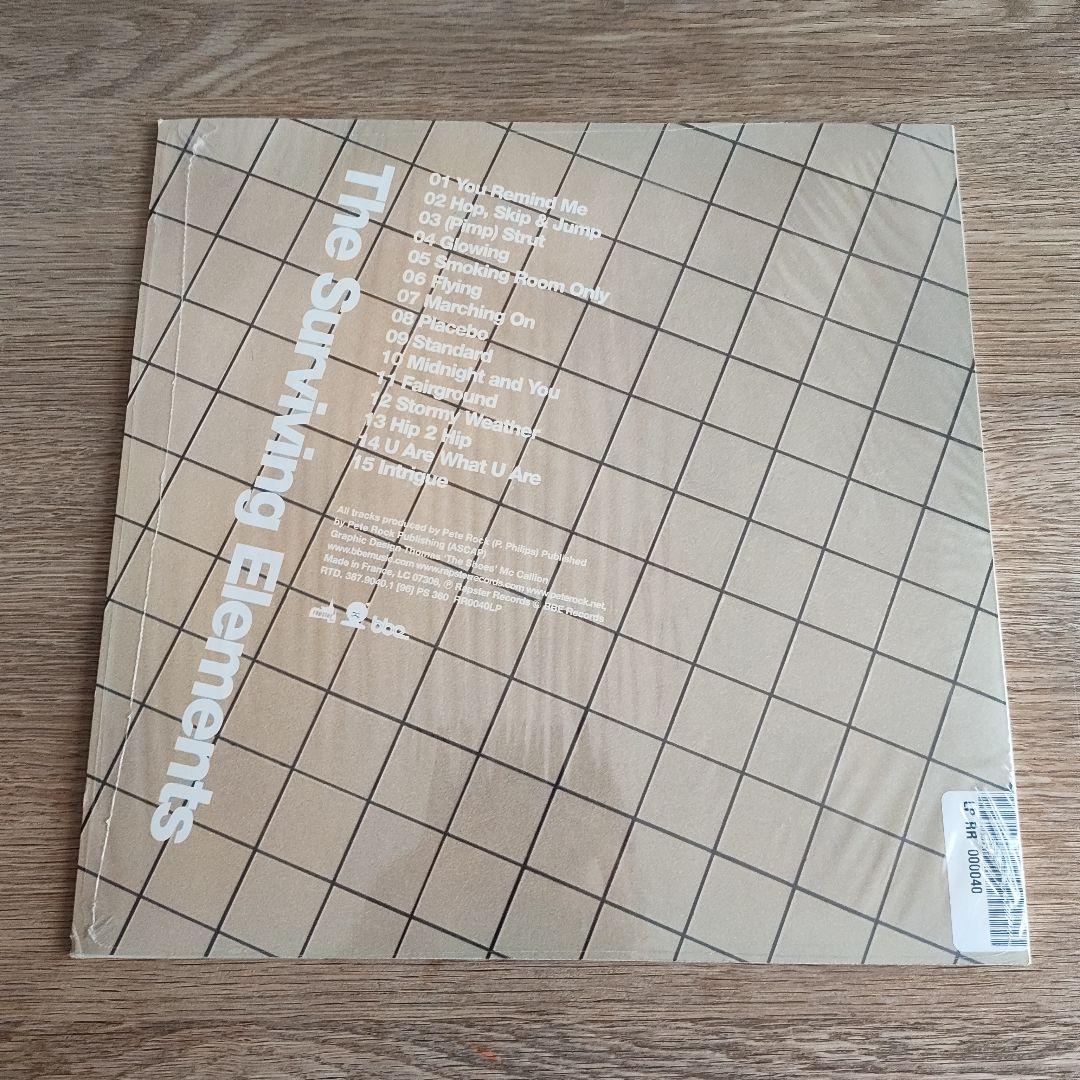 The Surviving Elements
01 You Remind Me
02 Hop, Skip & Jump
03 (Pimp) Strut
04 Glowing
05 Smoking Room Only
06 Flying
07 Marching On
08 Placebo
09 Standard
10 Midnight and You
11 Fairground
12 Stormy Weather
13 Hip 2 Hip
14 U Are What U Are
15 Intrigue
All tracks produced by Pete Rock (P. Philips) Published
by Pete Rock Publishing (ASCAP)
Graphic Design Thomas 'The Shoes' Mc Callion
www.bbemusic.com www.rapsterrecords.com www.peterock.net,
Made in France, LC 07306, ℗ Rapster Records © BBE Records
RTD. 387.9040.1 [96] PS 360 RR0040LP
bbe.
LP RR 000040